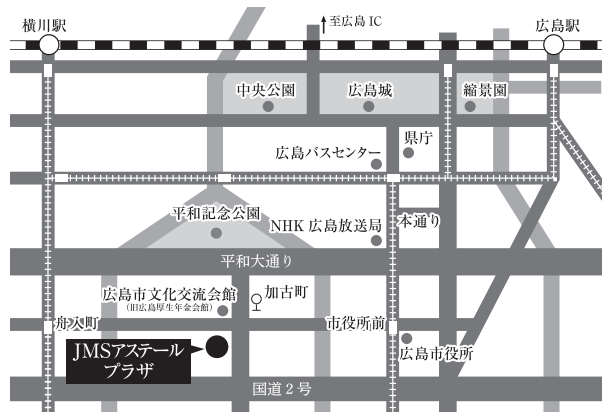 横川駅
至広島 IC
広島駅
中央公園
広島城
縮景園
県庁
広島バスセンター
平和記念公園
本通り
NHK 広島放送局
平和大通り
広島市文化交流会館
(旧広島厚生年金会館)
加古町
舟入町
市役所前
JMSアステール
プラザ
広島市役所
国道 2 号